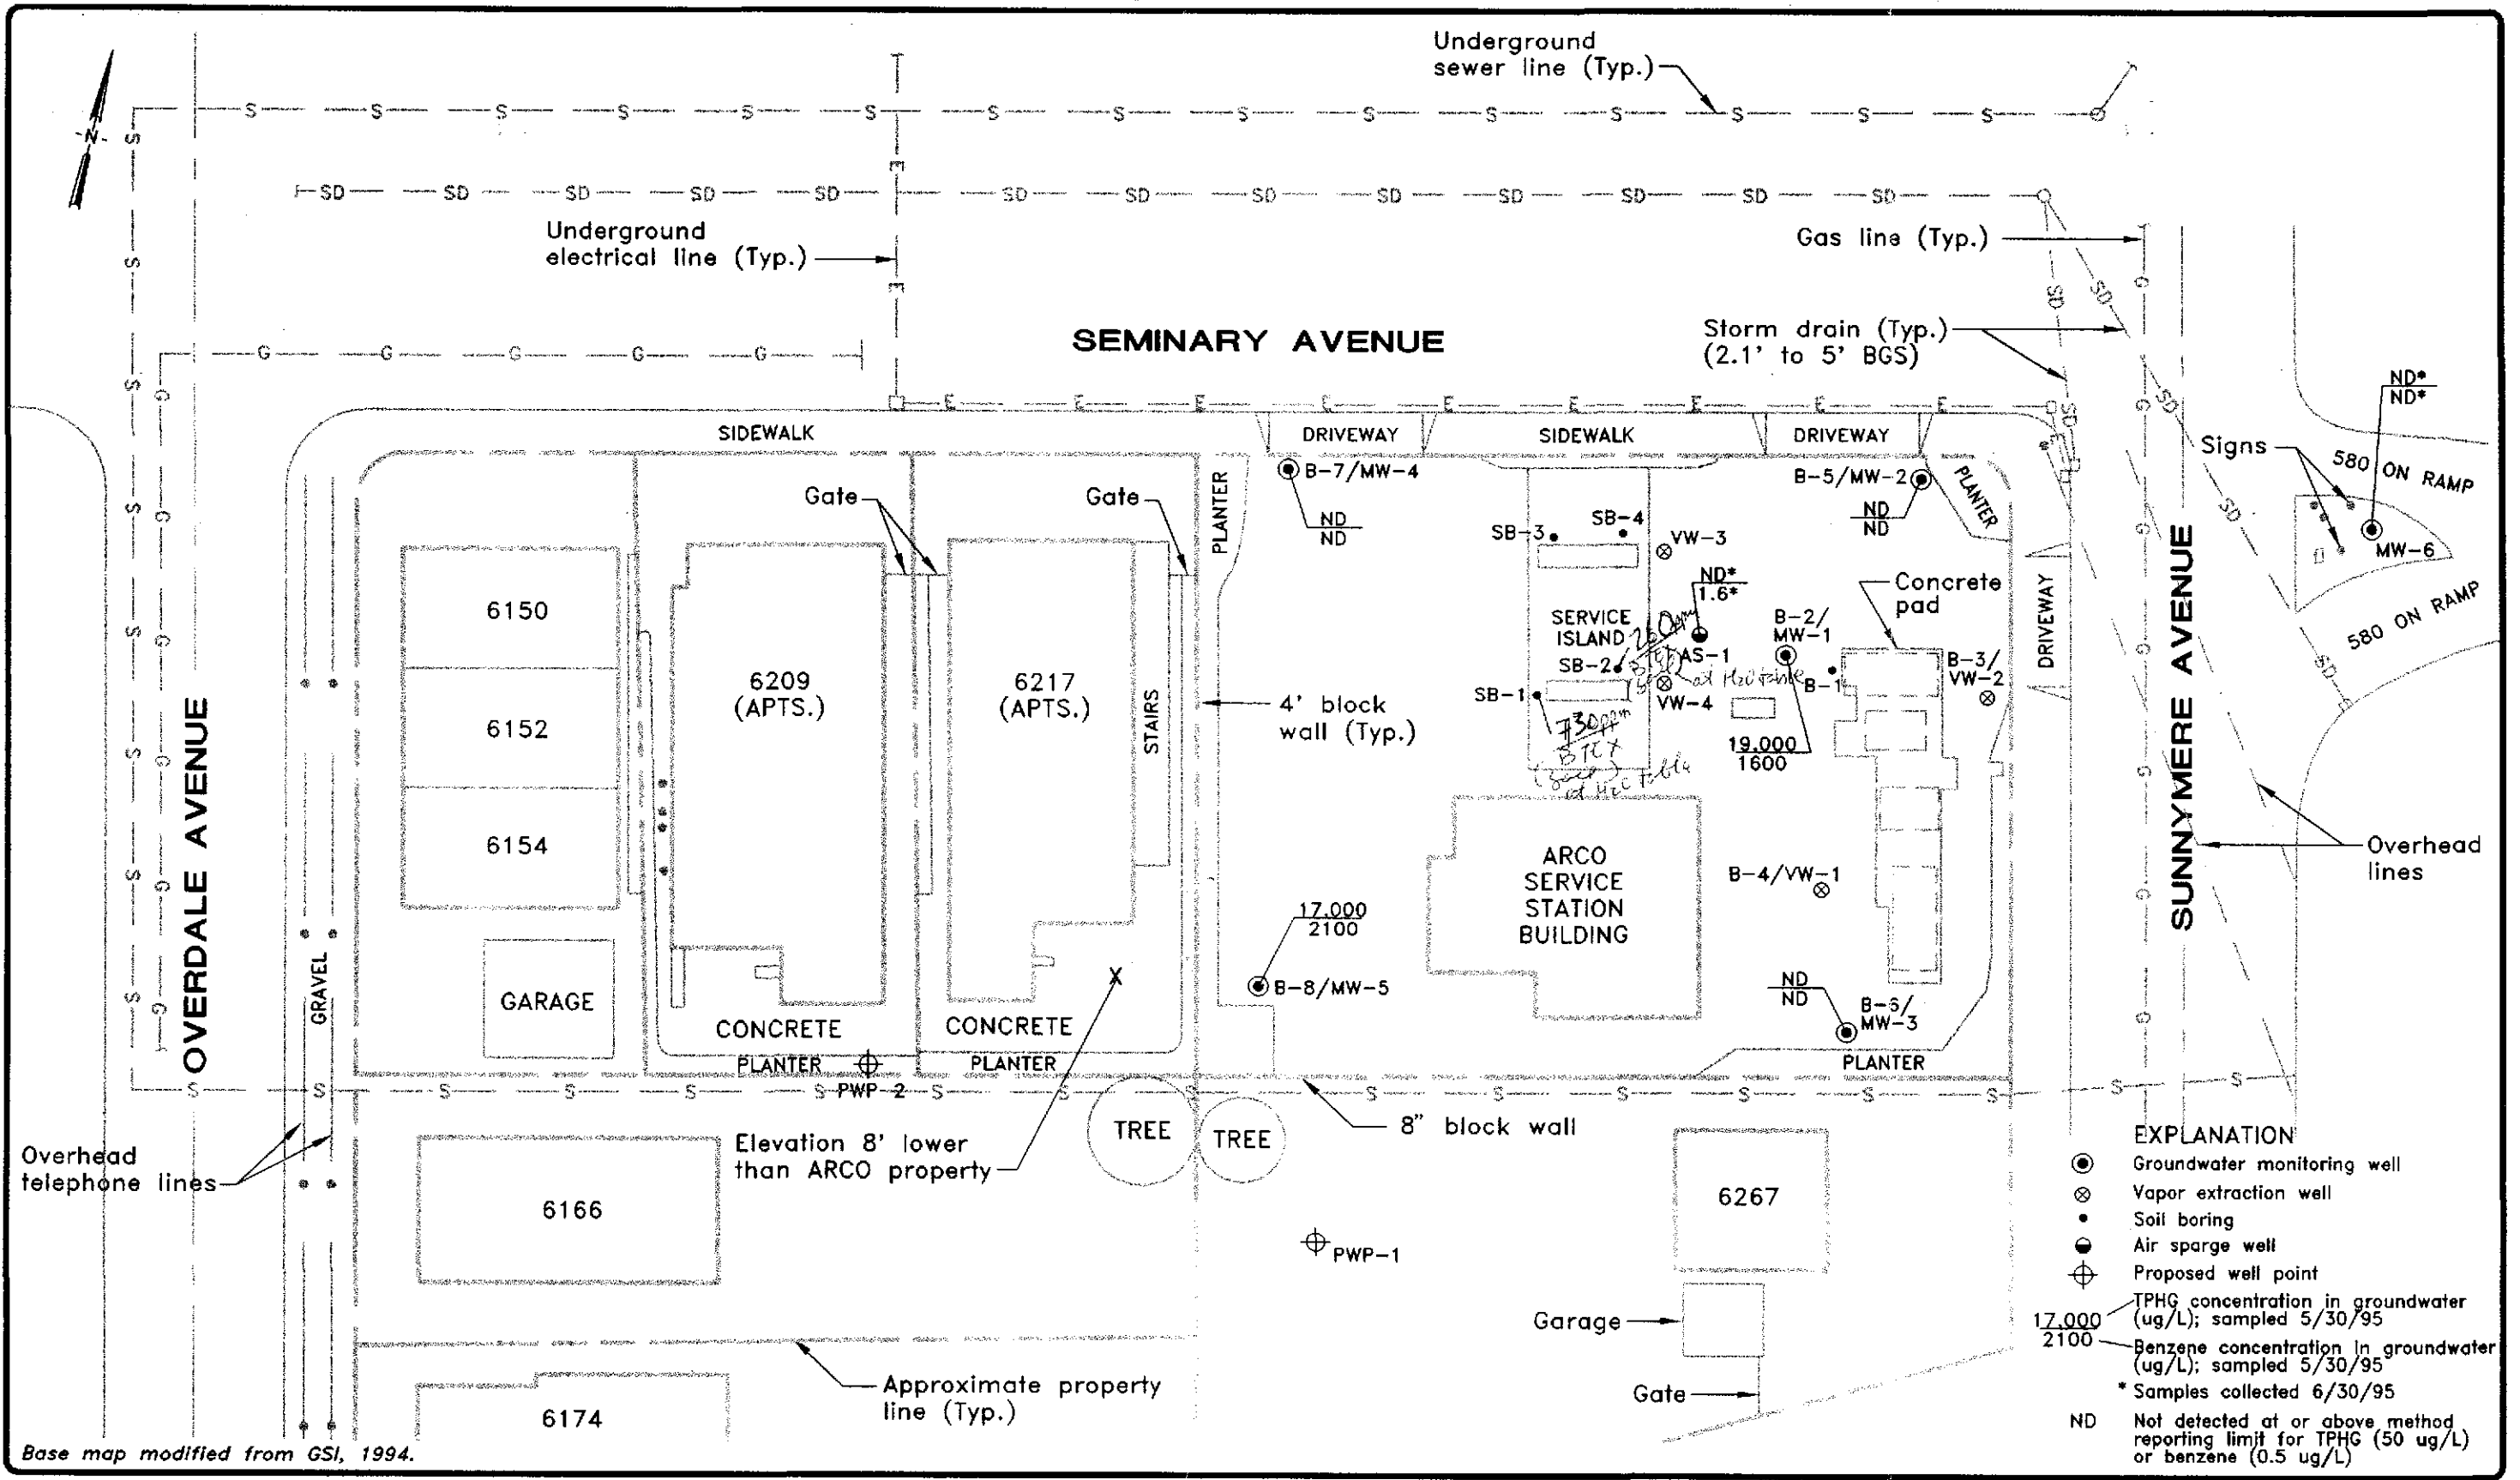 Underground
sewer line (Typ.)
N
Underground
electrical line (Typ.)
Gas line (Typ.)
SEMINARY AVENUE
Storm drain (Typ.)
(2.1' to 5' BGS)
ND*
ND*
SIDEWALK
DRIVEWAY
SIDEWALK
DRIVEWAY
Signs
580 ON RAMP
Gate
Gate
PLANTER
B-7/MW-4
ND
ND
B-5/MW-2
ND
ND
PLANTER
SB-3
SB-4
VW-3
MW-6
6150
ND*
1.6*
Concrete
pad
580 ON RAMP
SERVICE
ISLAND
260ppm
B-2/
MW-1
DRIVEWAY
SB-2
AS-1
at H2O table
B-1
B-3/
VW-2
6209
(APTS.)
6217
(APTS.)
STAIRS
SB-1
VW-4
4' block
wall (Typ.)
730ppm
BTEX
19,000
1600
6152
OVERDALE AVENUE
SUNNYMERE AVENUE
6154
ARCO
SERVICE
STATION
BUILDING
B-4/VW-1
Overhead
lines
17,000
2100
GRAVEL
GARAGE
X
B-8/MW-5
ND
ND
B-6/
MW-3
CONCRETE
CONCRETE
PLANTER
PLANTER
PLANTER
PWP-2
TREE
TREE
8" block wall
Overhead
telephone lines
Elevation 8' lower
than ARCO property
6166
6267
PWP-1
Garage
Gate
Approximate property
line (Typ.)
6174
EXPLANATION
Groundwater monitoring well
Vapor extraction well
Soil boring
Air sparge well
Proposed well point
17,000
2100
TPHG concentration in groundwater
(ug/L); sampled 5/30/95
Benzene concentration in groundwater
(ug/L); sampled 5/30/95
* Samples collected 6/30/95
ND Not detected at or above method
reporting limit for TPHG (50 ug/L)
or benzene (0.5 ug/L)
Base map modified from GSI, 1994.